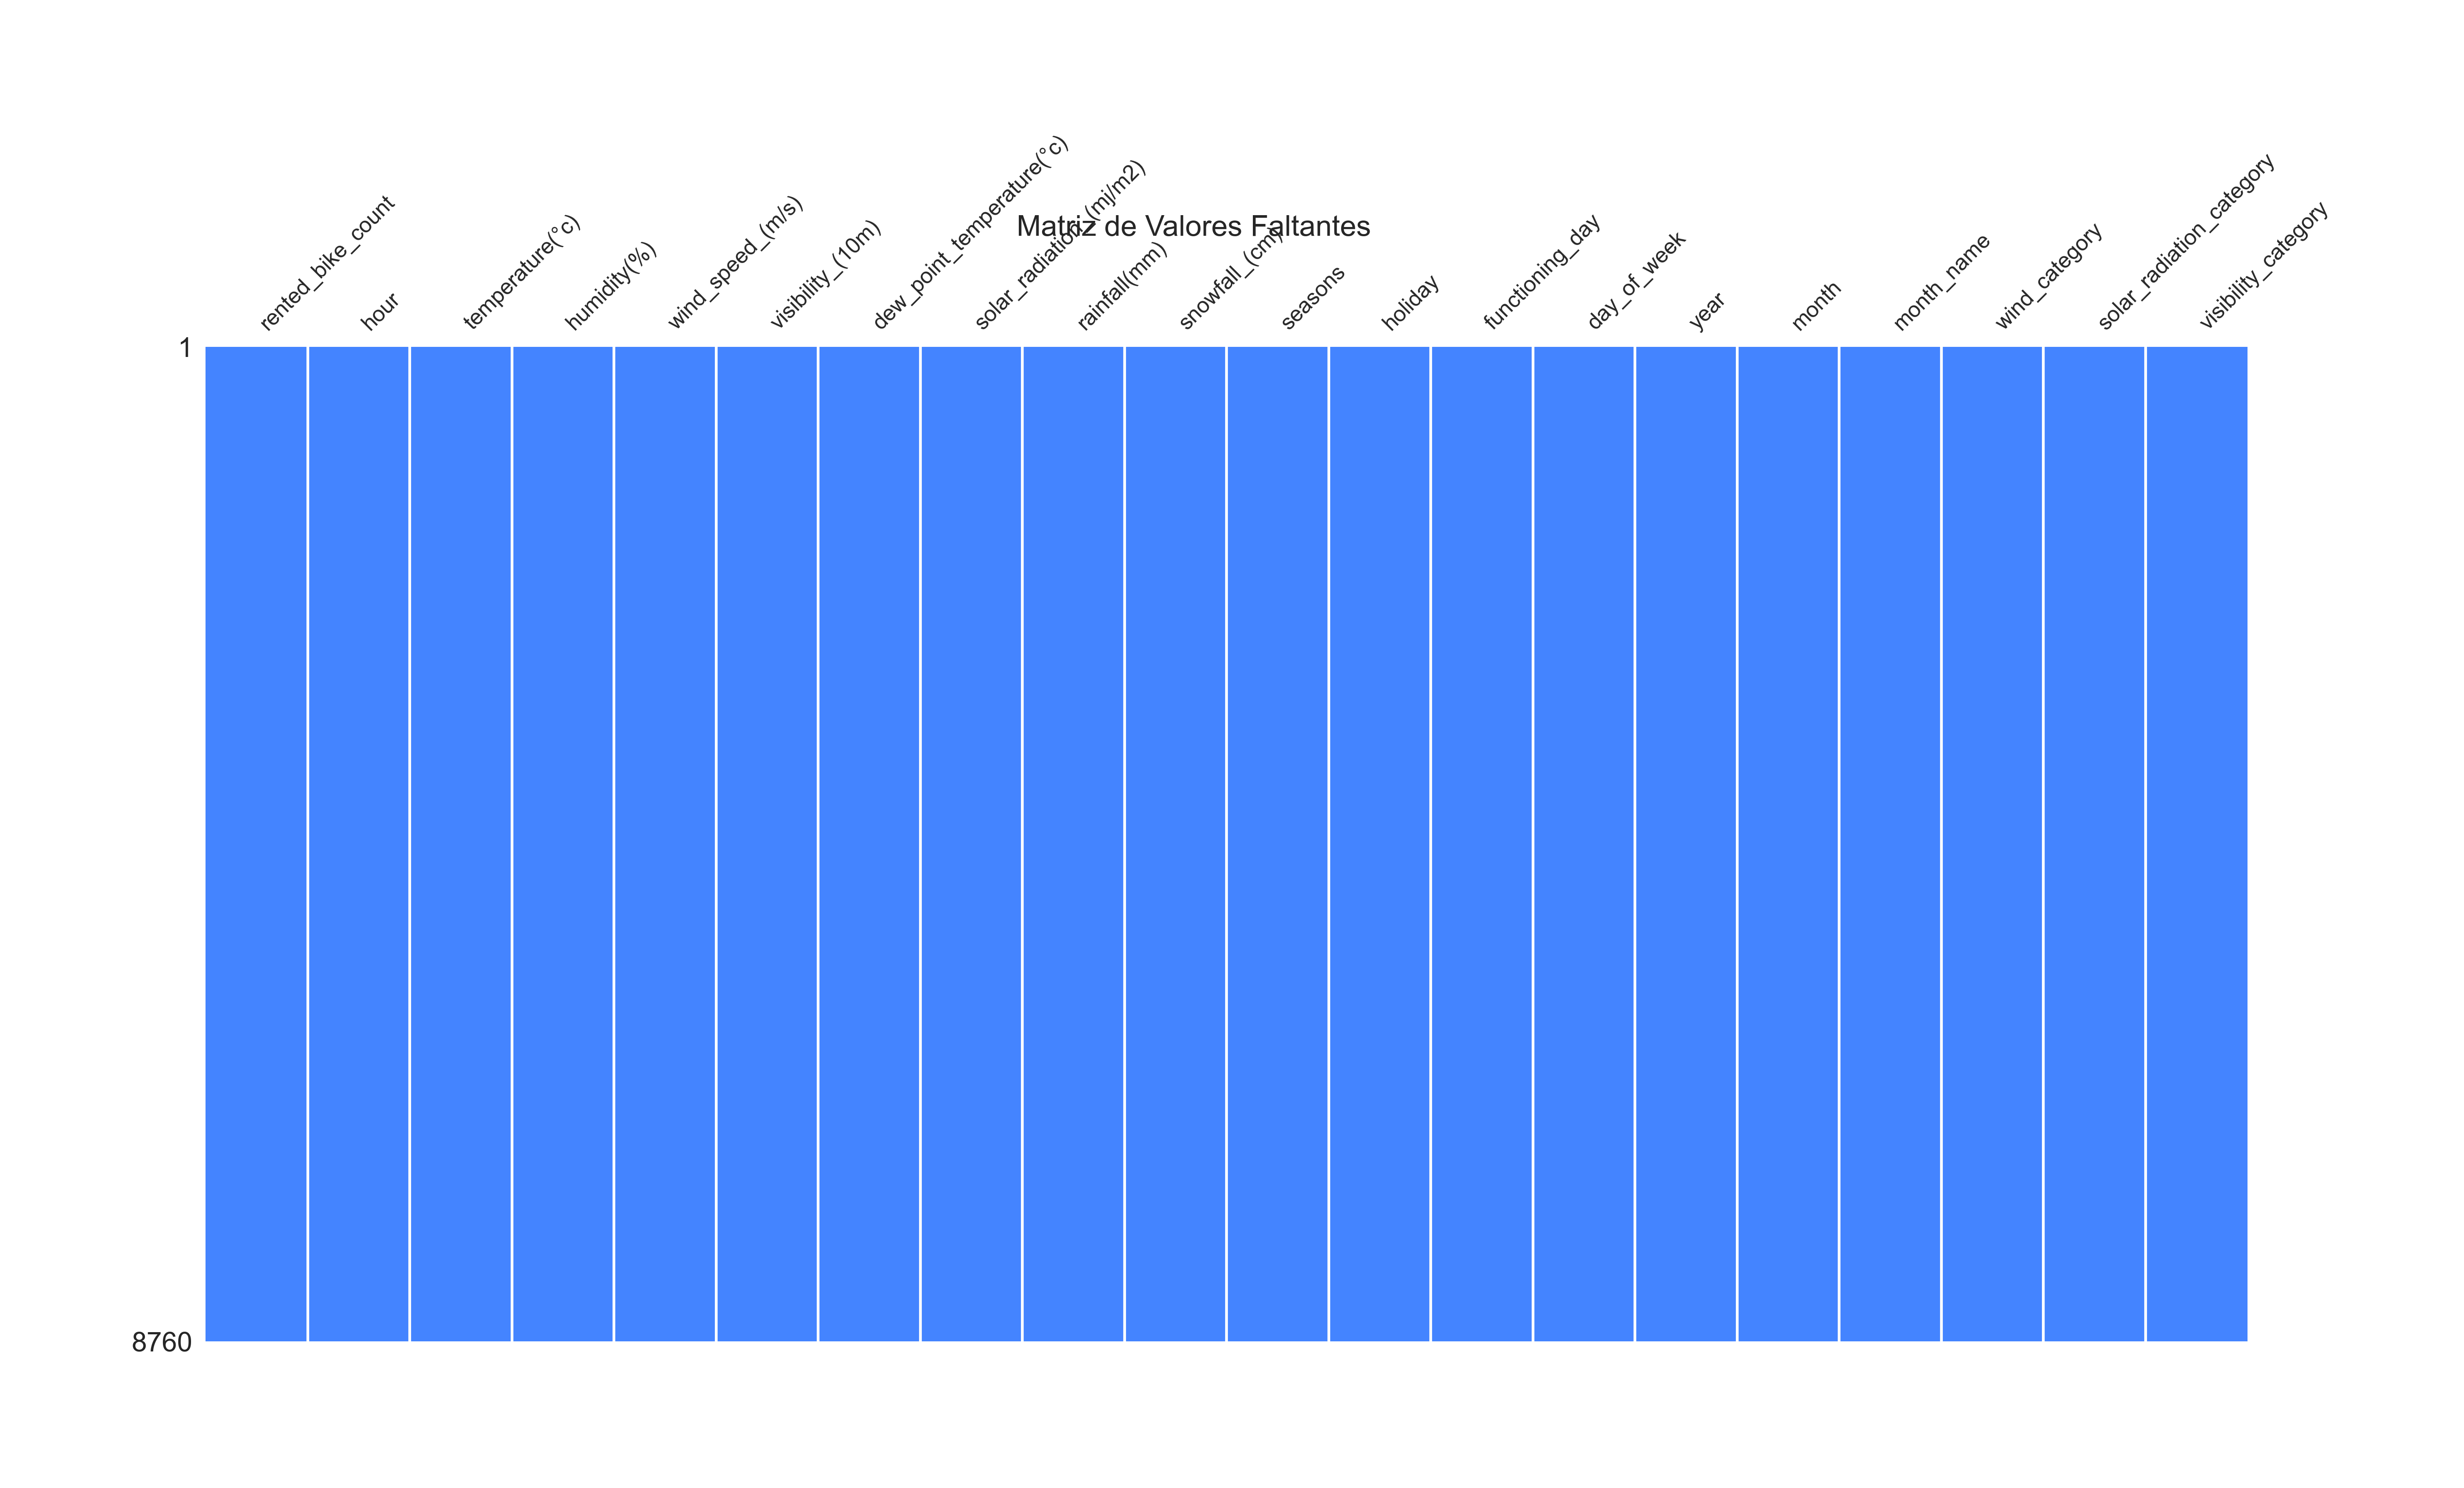 Matriz de Valores Faltantes
rented_bike_count
hour
temperature(°c)
humidity(%)
wind_speed_(m/s)
visibility_(10m)
dew_point_temperature(°c)
solar_radiation_(mj/m2)
rainfall(mm)
snowfall_(cm)
seasons
holiday
functioning_day
day_of_week
year
month
month_name
wind_category
solar_radiation_category
visibility_category
1
8760